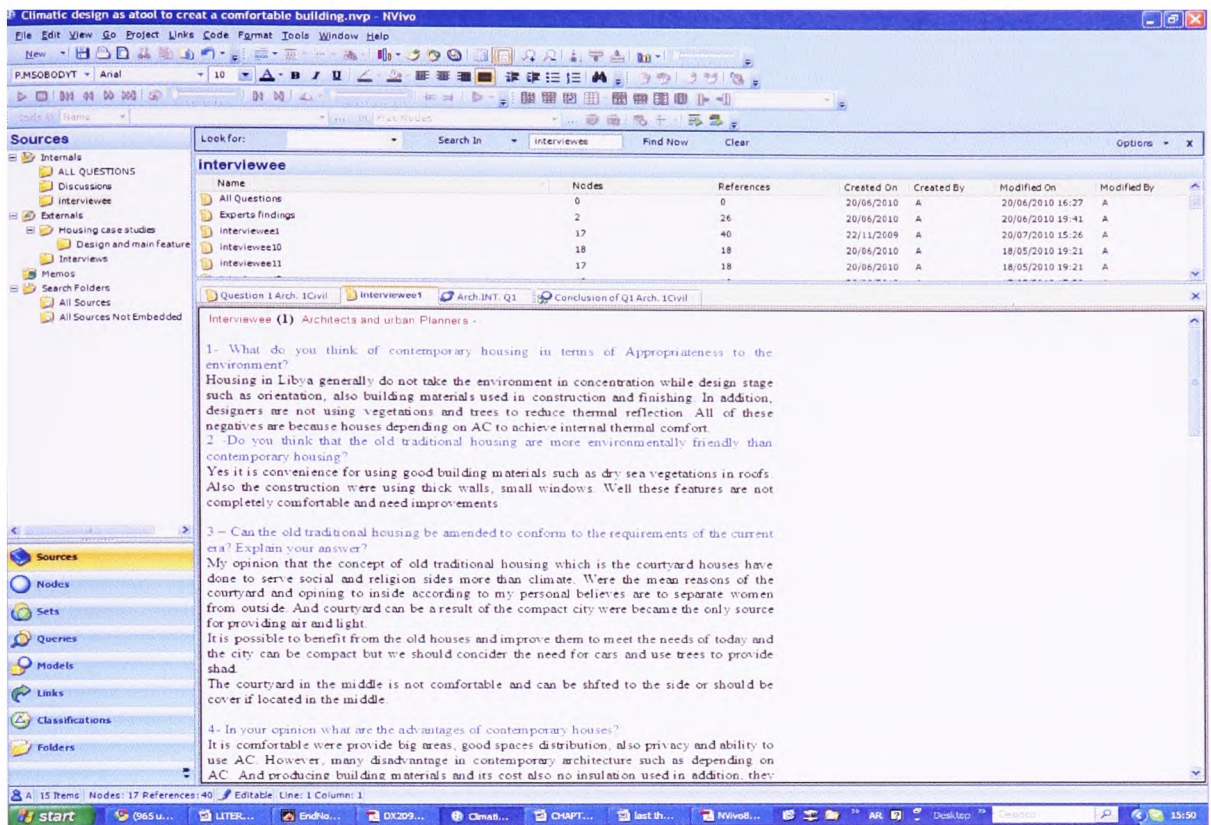 Climatic design as atool to creat a comfortable building.nvp - NVivo
File Edit View Go Project Links Code Format Tools Window Help
New
P.MSOBODYT Arial 10 A B I U
Code At Name In Free Nodes
Sources
Look for: Search In interviewee Find Now Clear Options x
Internals
ALL QUESTIONS
Discussions
interviewee
Externals
Housing case studies
Design and main feature
Interviews
Memos
Search Folders
All Sources
All Sources Not Embedded
interviewee
Name Nodes References Created On Created By Modified On Modified By
All Questions 0 0 20/06/2010 A 20/06/2010 16:27 A
Experts findings 2 26 20/06/2010 A 20/06/2010 19:41 A
interviewee1 17 40 22/11/2009 A 20/07/2010 15:26 A
inteviewee10 18 18 20/06/2010 A 18/05/2010 19:21 A
inteviewee11 17 18 20/06/2010 A 18/05/2010 19:21 A
Question 1 Arch. 1Civil interviewee1 Arch.INT. Q1 Conclusion of Q1 Arch. 1Civil
Interviewee (1) Architects and urban Planners -
1- What do you think of contemporary housing in terms of Appropriateness to the
environment?
Housing in Libya generally do not take the environment in concentration while design stage
such as orientation, also building materials used in construction and finishing. In addition,
designers are not using vegetations and trees to reduce thermal reflection. All of these
negatives are because houses depending on AC to achieve internal thermal comfort.
2 -Do you think that the old traditional housing are more environmentally friendly than
contemporary housing?
Yes it is convenience for using good building materials such as dry sea vegetations in roofs.
Also the construction were using thick walls, small windows. Well these features are not
completely comfortable and need improvements
3 – Can the old traditional housing be amended to conform to the requirements of the current
era? Explain your answer?
My opinion that the concept of old traditional housing which is the courtyard houses have
done to serve social and religion sides more than climate. Were the mean reasons of the
courtyard and opining to inside according to my personal believes are to separate women
from outside. And courtyard can be a result of the compact city were became the only source
for providing air and light.
It is possible to benefit from the old houses and improve them to meet the needs of today and
the city can be compact but we should concider the need for cars and use trees to provide
shad.
The courtyard in the middle is not comfortable and can be shfted to the side or should be
cover if located in the middle.
4- In your opinion what are the advantages of contemporary houses?
It is comfortable were provide big areas, good spaces distribution, also privacy and ability to
use AC. However, many disadvantage in contemporary architecture such as depending on
AC. And producing building materials and its cost also no insulation used in addition, they
Sources
Nodes
Sets
Queries
Models
Links
Classifications
Folders
A 15 Items Nodes: 17 References: 40 Editable Line: 1 Column: 1
start (965 u... LITER... EndNo... DX209... Climati... CHAPT... last th... NVivo8... AR Desktop 15:50